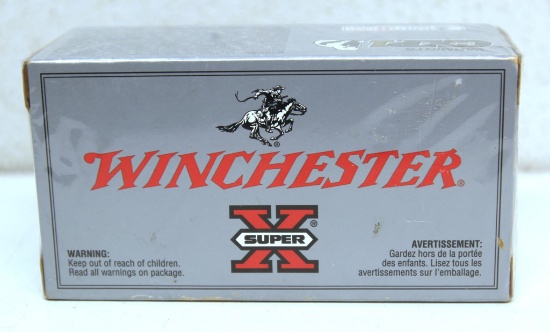 WINCHESTER®
X®
SUPER
WARNING:
Keep out of reach of children.
Read all warnings on package.
AVERTISSEMENT:
Gardez hors de la portée
des enfants. Lisez tous les
avertissements sur l'emballage.